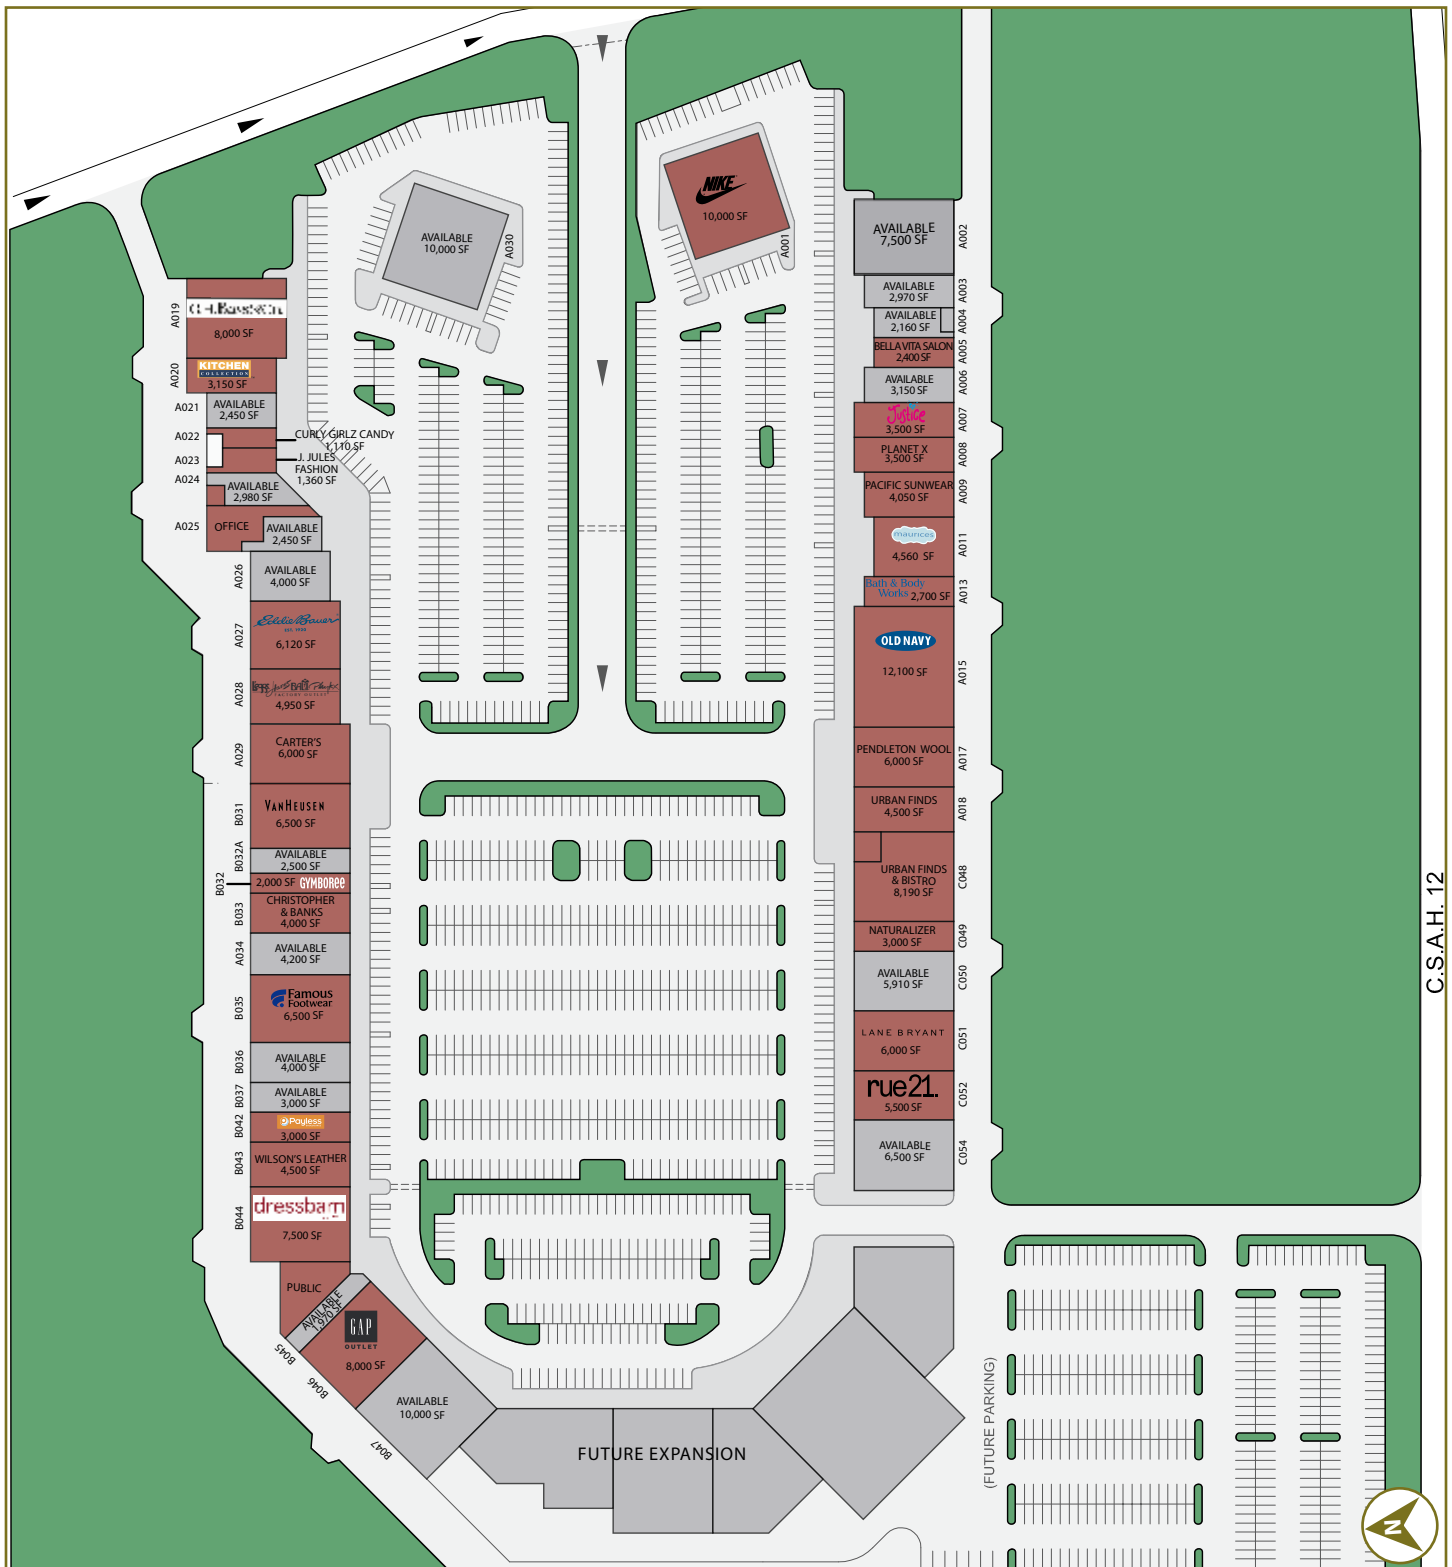 NIKE
10,000 SF
A001
AVAILABLE
10,000 SF
A030
AVAILABLE
7,500 SF
A002
AVAILABLE
2,970 SF
A003
AVAILABLE
2,160 SF
A004
BELLA VITA SALON
2,400 SF
A005
AVAILABLE
3,150 SF
A006
Justice
3,500 SF
A007
PLANET X
3,500 SF
A008
PACIFIC SUNWEAR
4,050 SF
A009
maurices
4,560 SF
A011
Bath & Body
Works 2,700 SF
A013
OLD NAVY
12,100 SF
A015
PENDLETON WOOL
6,000 SF
A017
URBAN FINDS
4,500 SF
A018
URBAN FINDS
& BISTRO
8,190 SF
C048
NATURALIZER
3,000 SF
C049
AVAILABLE
5,910 SF
C050
LANE BRYANT
6,000 SF
C051
rue21.
5,500 SF
C052
AVAILABLE
6,500 SF
C054
A019
8,000 SF
A020
KITCHEN
COLLECTION
3,150 SF
A021
AVAILABLE
2,450 SF
A022
CURLY GIRLZ CANDY
1,110 SF
A023
J. JULES
FASHION
1,360 SF
A024
AVAILABLE
2,980 SF
A025
OFFICE
AVAILABLE
2,450 SF
A026
AVAILABLE
4,000 SF
A027
Eddie Bauer
EST. 1920
6,120 SF
A028
FACTORY OUTLET
4,950 SF
A029
CARTER'S
6,000 SF
B031
VANHEUSEN
6,500 SF
B032A
AVAILABLE
2,500 SF
B032
2,000 SF GYMBOREE
B033
CHRISTOPHER
& BANKS
4,000 SF
A034
AVAILABLE
4,200 SF
B035
Famous
Footwear
6,500 SF
B036
AVAILABLE
4,000 SF
B037
AVAILABLE
3,000 SF
B042
Payless
3,000 SF
B043
WILSON'S LEATHER
4,500 SF
B044
dressbarn
7,500 SF
PUBLIC
AVAILABLE
1,970 SF
B045
GAP
OUTLET
8,000 SF
B046
AVAILABLE
10,000 SF
B047
FUTURE EXPANSION
(FUTURE PARKING)
C.S.A.H. 12
N